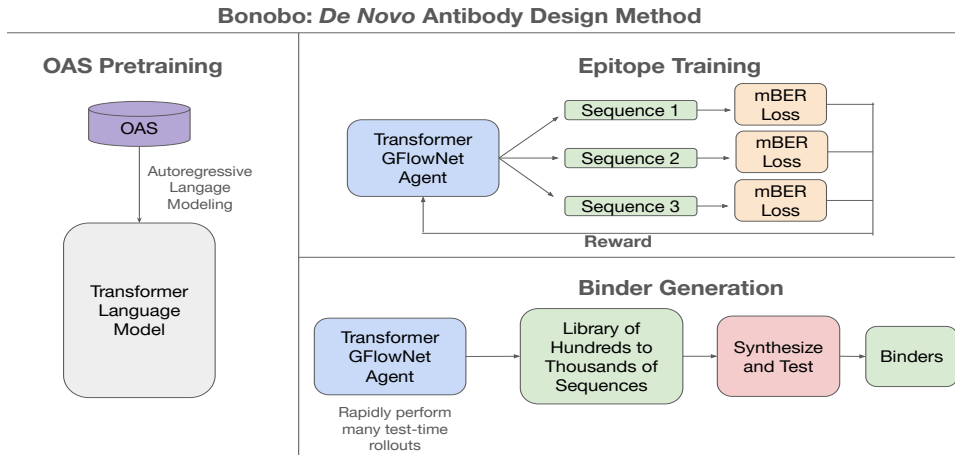 Bonobo: De Novo Antibody Design Method
OAS Pretraining
OAS
Autoregressive
Langage
Modeling
Transformer
Language
Model
Epitope Training
Transformer
GFlowNet
Agent
Sequence 1
mBER
Loss
Sequence 2
mBER
Loss
Sequence 3
mBER
Loss
Reward
Binder Generation
Transformer
GFlowNet
Agent
Rapidly perform
many test-time
rollouts
Library of
Hundreds to
Thousands of
Sequences
Synthesize
and Test
Binders